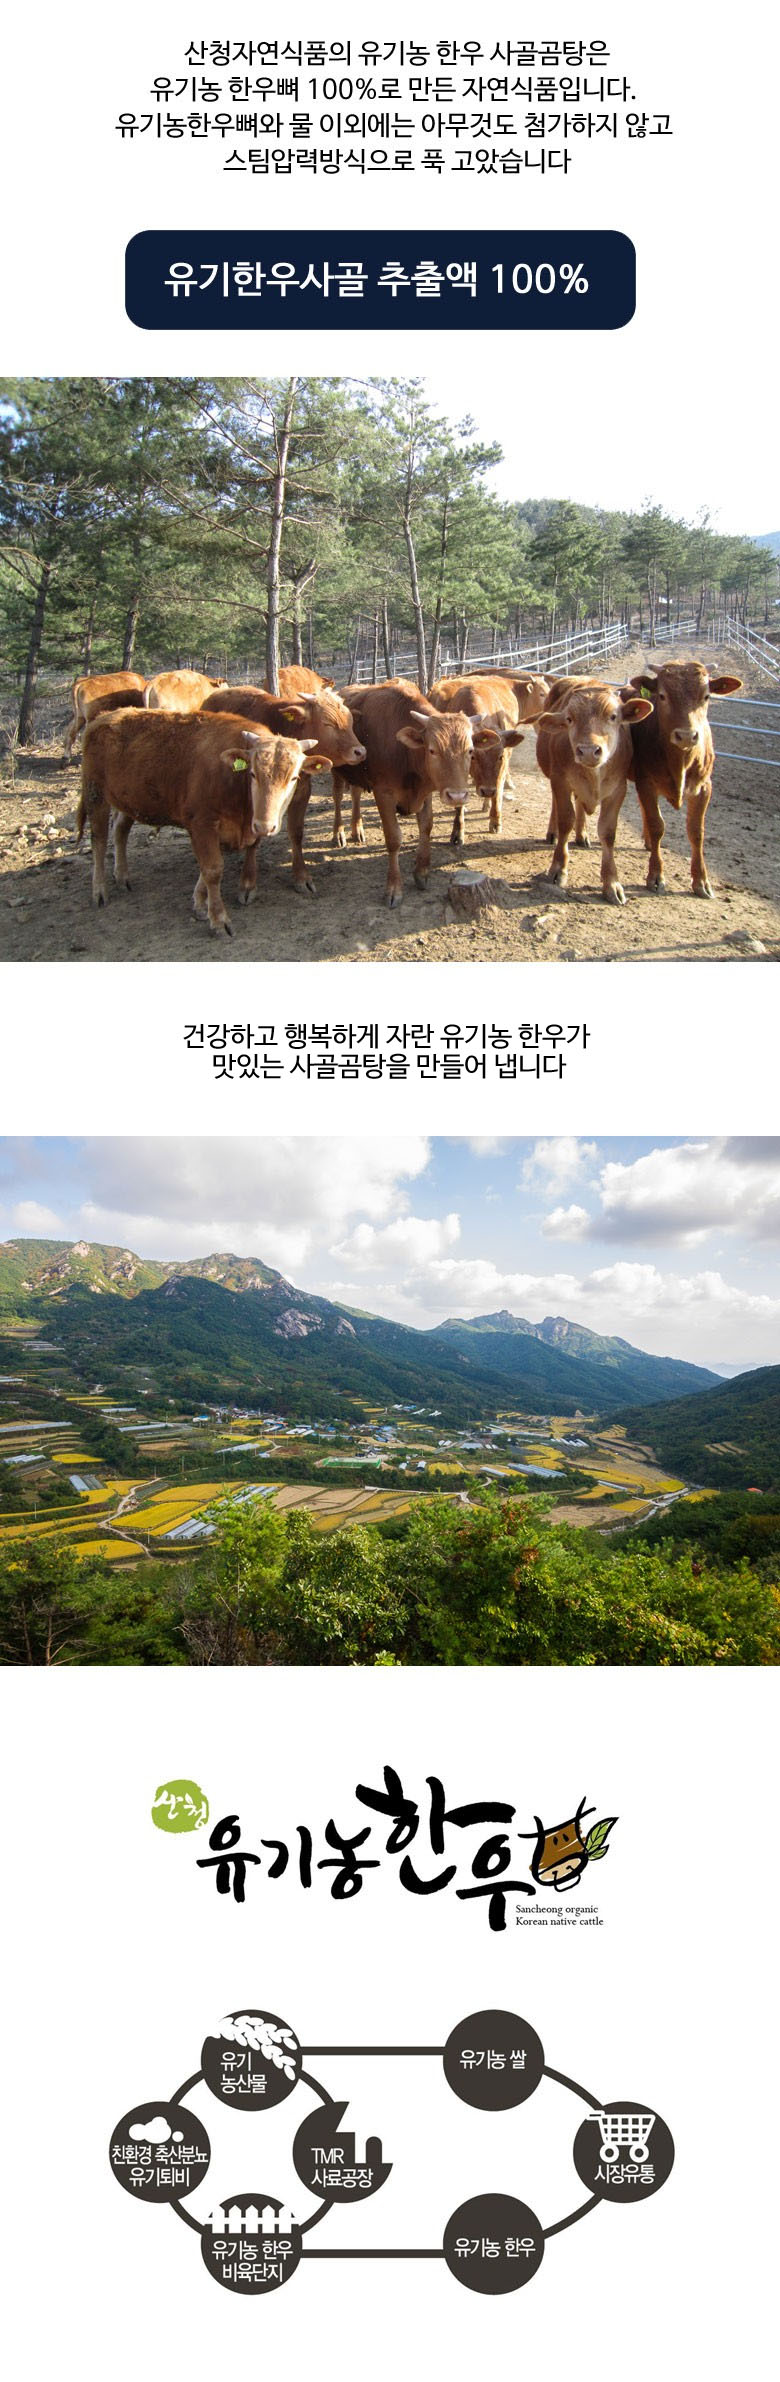 산청자연식품의 유기농 한우 사골곰탕은
유기농 한우뼈 100%로 만든 자연식품입니다.
유기농한우뼈와 물 이외에는 아무것도 첨가하지 않고
스팀압력방식으로 푹 고았습니다
유기한우사골 추출액 100%
건강하고 행복하게 자란 유기농 한우가
맛있는 사골곰탕을 만들어 냅니다
산청
유기농한우
Sancheong organic
Korean native cattle
유기
농산물
유기농 쌀
친환경 축산분뇨
유기퇴비
TMR
사료공장
시장유통
유기농 한우
비육단지
유기농 한우